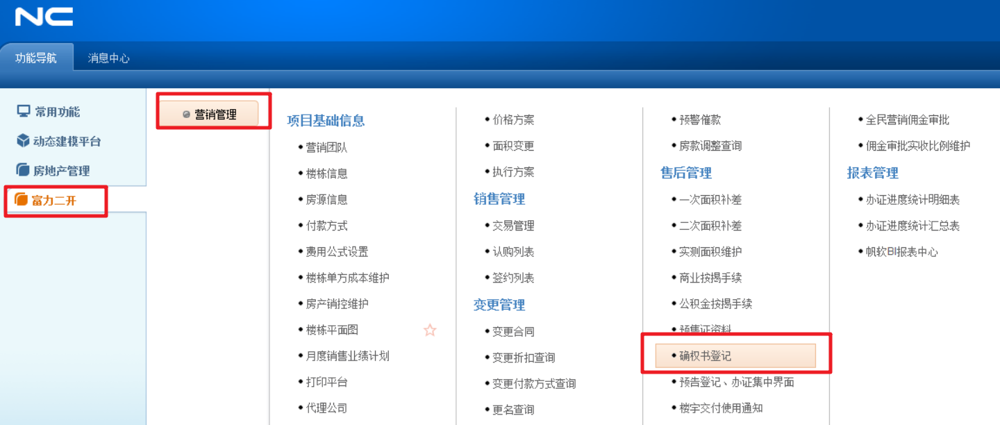 NC
功能导航
消息中心
常用功能
动态建模平台
房地产管理
富力二开
营销管理
项目基础信息
营销团队
楼栋信息
房源信息
付款方式
费用公式设置
楼栋单方成本维护
房产销控维护
楼栋平面图
月度销售业绩计划
打印平台
代理公司
价格方案
面积变更
执行方案
销售管理
交易管理
认购列表
签约列表
变更管理
变更合同
变更折扣查询
变更付款方式查询
更名查询
预警催款
房款调整查询
售后管理
一次面积补差
二次面积补差
实测面积维护
商业按揭手续
公积金按揭手续
预售证资料
确权书登记
预告登记、办证集中界面
楼宇交付使用通知
全民营销佣金审批
佣金审批实收比例维护
报表管理
办证进度统计明细表
办证进度统计汇总表
帆软BI报表中心